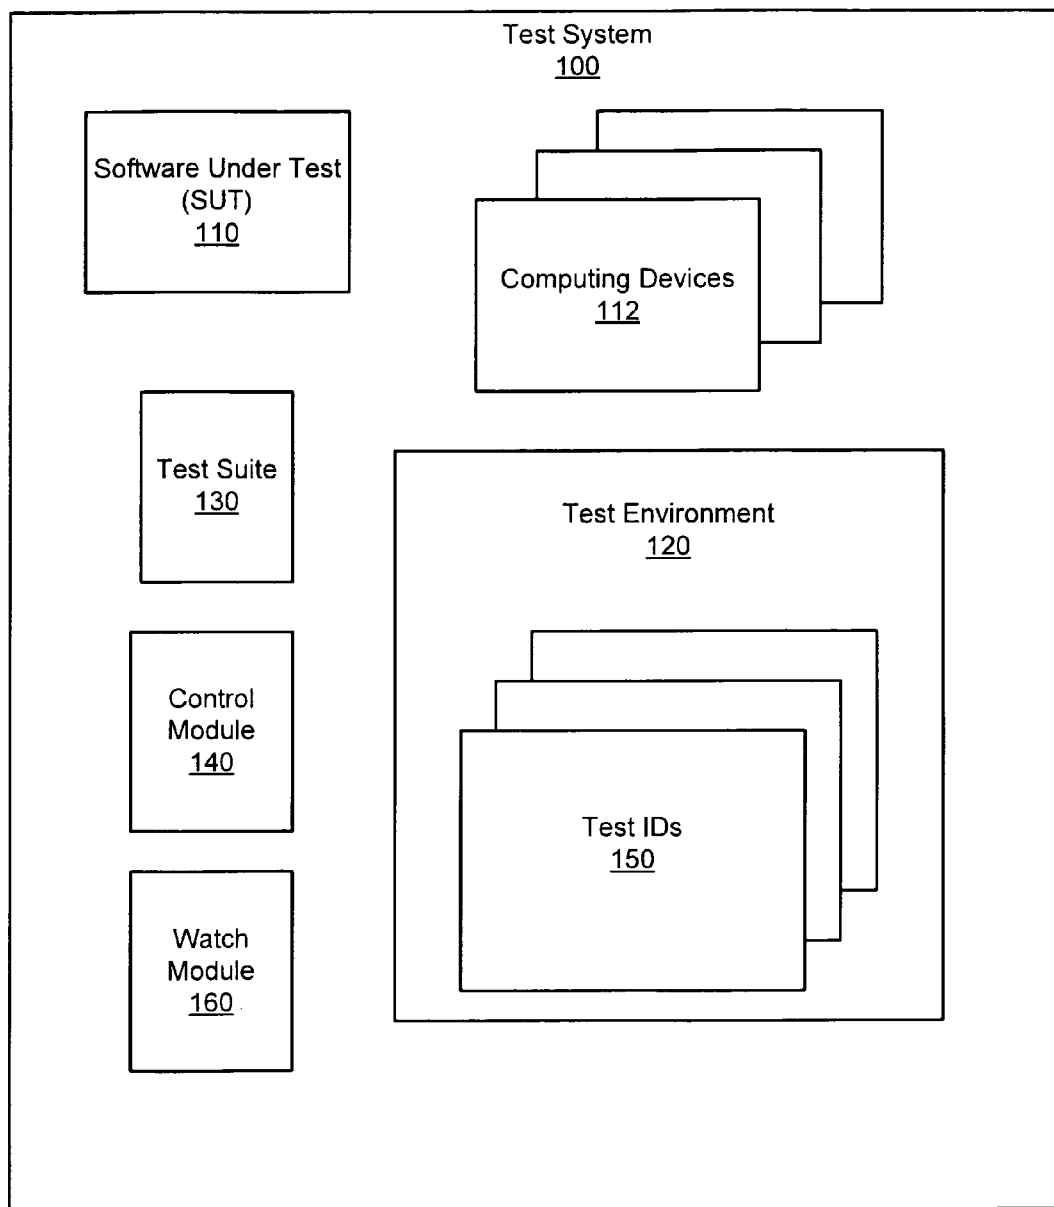 Test System
100
Software Under Test
(SUT)
110
Computing Devices
112
Test Suite
130
Test Environment
120
Control
Module
140
Test IDs
150
Watch
Module
160